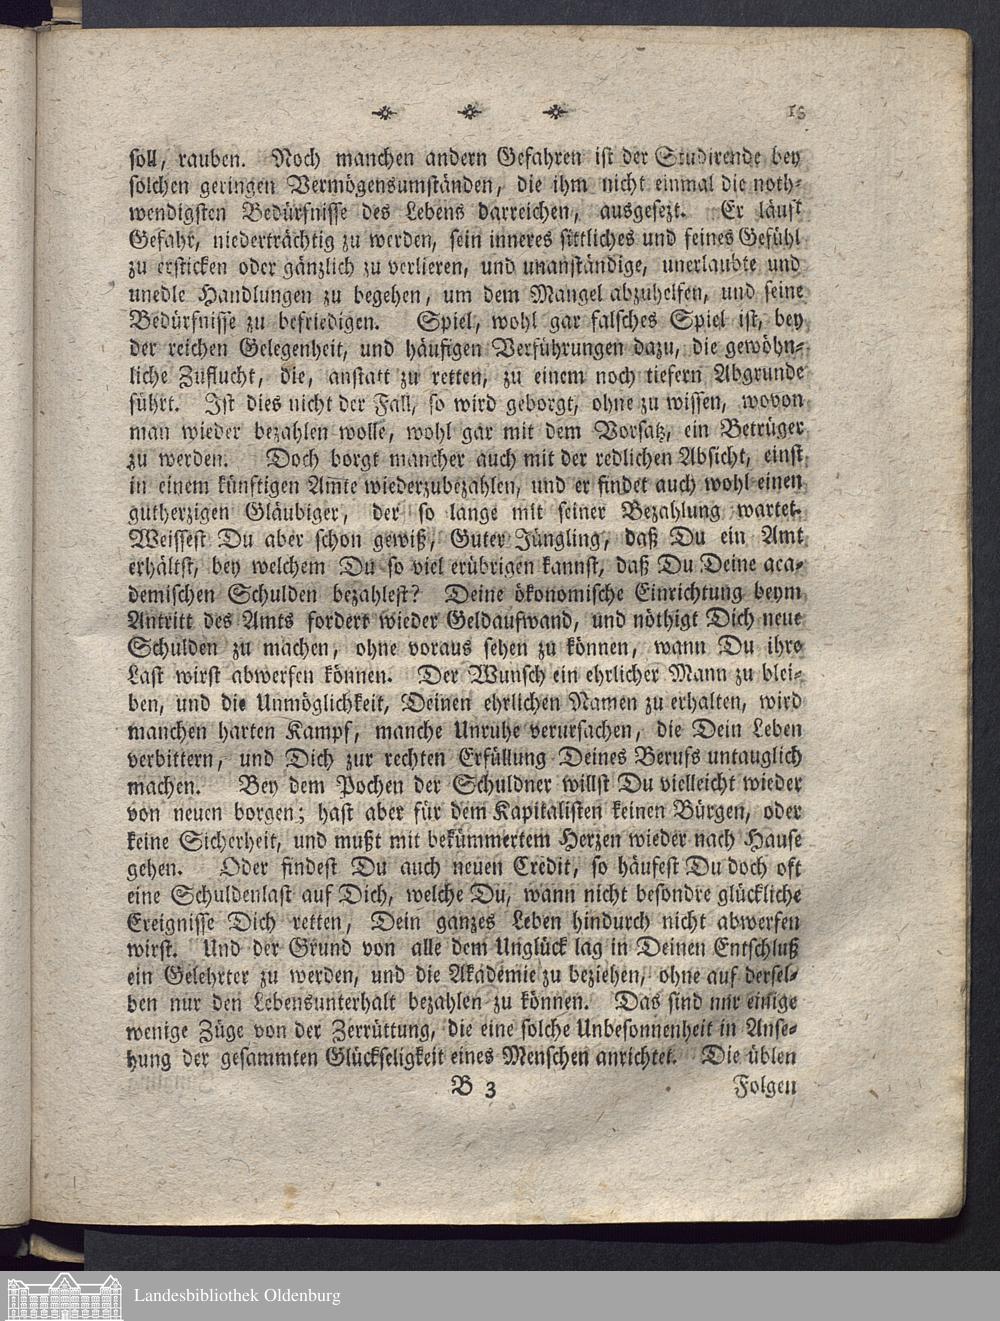 13
soll, rauben. Noch manchen andern Gefahren ist der Studirende bey
solchen geringen Vermögensumständen, die ihm nicht einmal die noth-
wendigsten Bedürfnisse des Lebens darreichen, ausgesezt. Er läuft
Gefahr, niederträchtig zu werden, sein inneres sittliches und feines Gefühl
zu ersticken oder gänzlich zu verlieren, und unanständige, unerlaubte und
unedle Handlungen zu begehen, um dem Mangel abzuhelfen, und seine
Bedürfnisse zu befriedigen. Spiel, wohl gar falsches Spiel ist, bey
der reichen Gelegenheit, und häufigen Verführungen dazu, die gewöhn-
liche Zuflucht, die, anstatt zu retten, zu einem noch tiefern Abgrunde
führt. Ist dies nicht der Fall, so wird geborgt, ohne zu wissen, wovon
man wieder bezahlen wolle, wohl gar mit dem Vorsatz, ein Betrüger
zu werden. Doch borgt mancher auch mit der redlichen Absicht, einst
in einem künftigen Amte wiederzubezahlen, und er findet auch wohl einen
gutherzigen Gläubiger, der so lange mit seiner Bezahlung wartet.
Weissest Du aber schon gewiß, Guter Jüngling, daß Du ein Amt
erhältst, bey welchem Du so viel erübrigen kannst, daß Du Deine aca-
demischen Schulden bezahlest? Deine ökonomische Einrichtung beym
Antritt des Amts fordert wieder Geldaufwand, und nöthigt Dich neue
Schulden zu machen, ohne voraus sehen zu können, wann Du ihre
Last wirst abwerfen können. Der Wunsch ein ehrlicher Mann zu blei-
ben, und die Unmöglichkeit, Deinen ehrlichen Namen zu erhalten, wird
manchen harten Kampf, manche Unruhe verursachen, die Dein Leben
verbittern, und Dich zur rechten Erfüllung Deines Berufs untauglich
machen. Bey dem Pochen der Schuldner willst Du vielleicht wieder
von neuen borgen; hast aber für dem Kapitalisten keinen Bürgen, oder
keine Sicherheit, und mußt mit bekümmertem Herzen wieder nach Hause
gehen. Oder findest Du auch neuen Credit, so häufest Du doch oft
eine Schuldenlast auf Dich, welche Du, wann nicht besondre glückliche
Ereignisse Dich retten, Dein ganzes Leben hindurch nicht abwerfen
wirst. Und der Grund von alle dem Unglück lag in Deinen Entschluß
ein Gelehrter zu werden, und die Akademie zu beziehen, ohne auf dersel-
ben nur den Lebensunterhalt bezahlen zu können. Das sind nur einige
wenige Züge von der Zerrüttung, die eine solche Unbesonnenheit in Anse-
hung der gesammten Glückseligkeit eines Menschen anrichtet. Die üblen
B 3 Folgen
Landesbibliothek Oldenburg